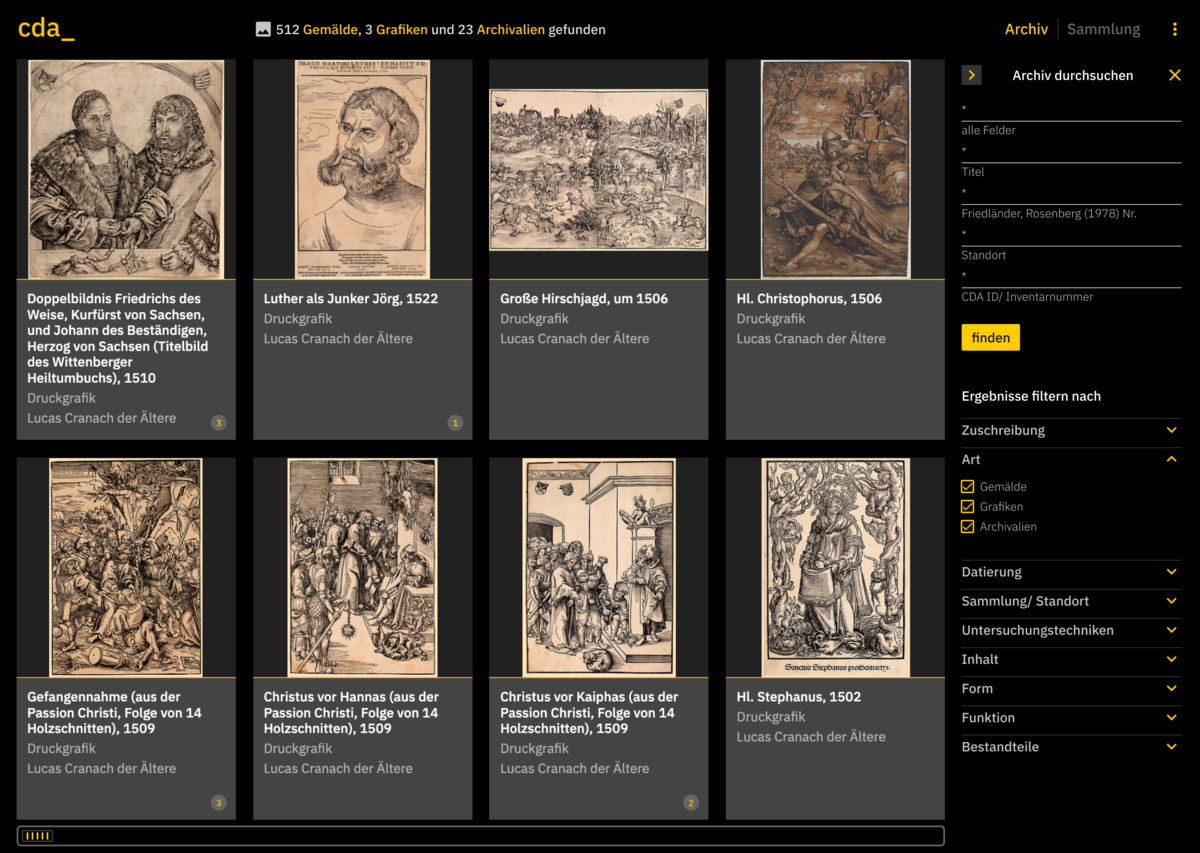 cda_
512 Gemälde, 3 Grafiken und 23 Archivalien gefunden
Archiv
Sammlung
Doppelbildnis Friedrichs des
Weise, Kurfürst von Sachsen,
und Johann des Beständigen,
Herzog von Sachsen (Titelbild
des Wittenberger
Heiltumbuchs), 1510
Druckgrafik
Lucas Cranach der Ältere
3
Luther als Junker Jörg, 1522
Druckgrafik
Lucas Cranach der Ältere
1
Große Hirschjagd, um 1506
Druckgrafik
Lucas Cranach der Ältere
Hl. Christophorus, 1506
Druckgrafik
Lucas Cranach der Ältere
Sanctus Stephanus prothomartyr.
Gefangennahme (aus der
Passion Christi, Folge von 14
Holzschnitten), 1509
Druckgrafik
Lucas Cranach der Ältere
3
Christus vor Hannas (aus der
Passion Christi, Folge von 14
Holzschnitten), 1509
Druckgrafik
Lucas Cranach der Ältere
Christus vor Kaiphas (aus der
Passion Christi, Folge von 14
Holzschnitten), 1509
Druckgrafik
Lucas Cranach der Ältere
2
Hl. Stephanus, 1502
Druckgrafik
Lucas Cranach der Ältere
Archiv durchsuchen
*
alle Felder
*
Titel
*
Friedländer, Rosenberg (1978) Nr.
*
Standort
*
CDA ID/ Inventarnummer
finden
Ergebnisse filtern nach
Zuschreibung
Art
Gemälde
Grafiken
Archivalien
Datierung
Sammlung/ Standort
Untersuchungstechniken
Inhalt
Form
Funktion
Bestandteile